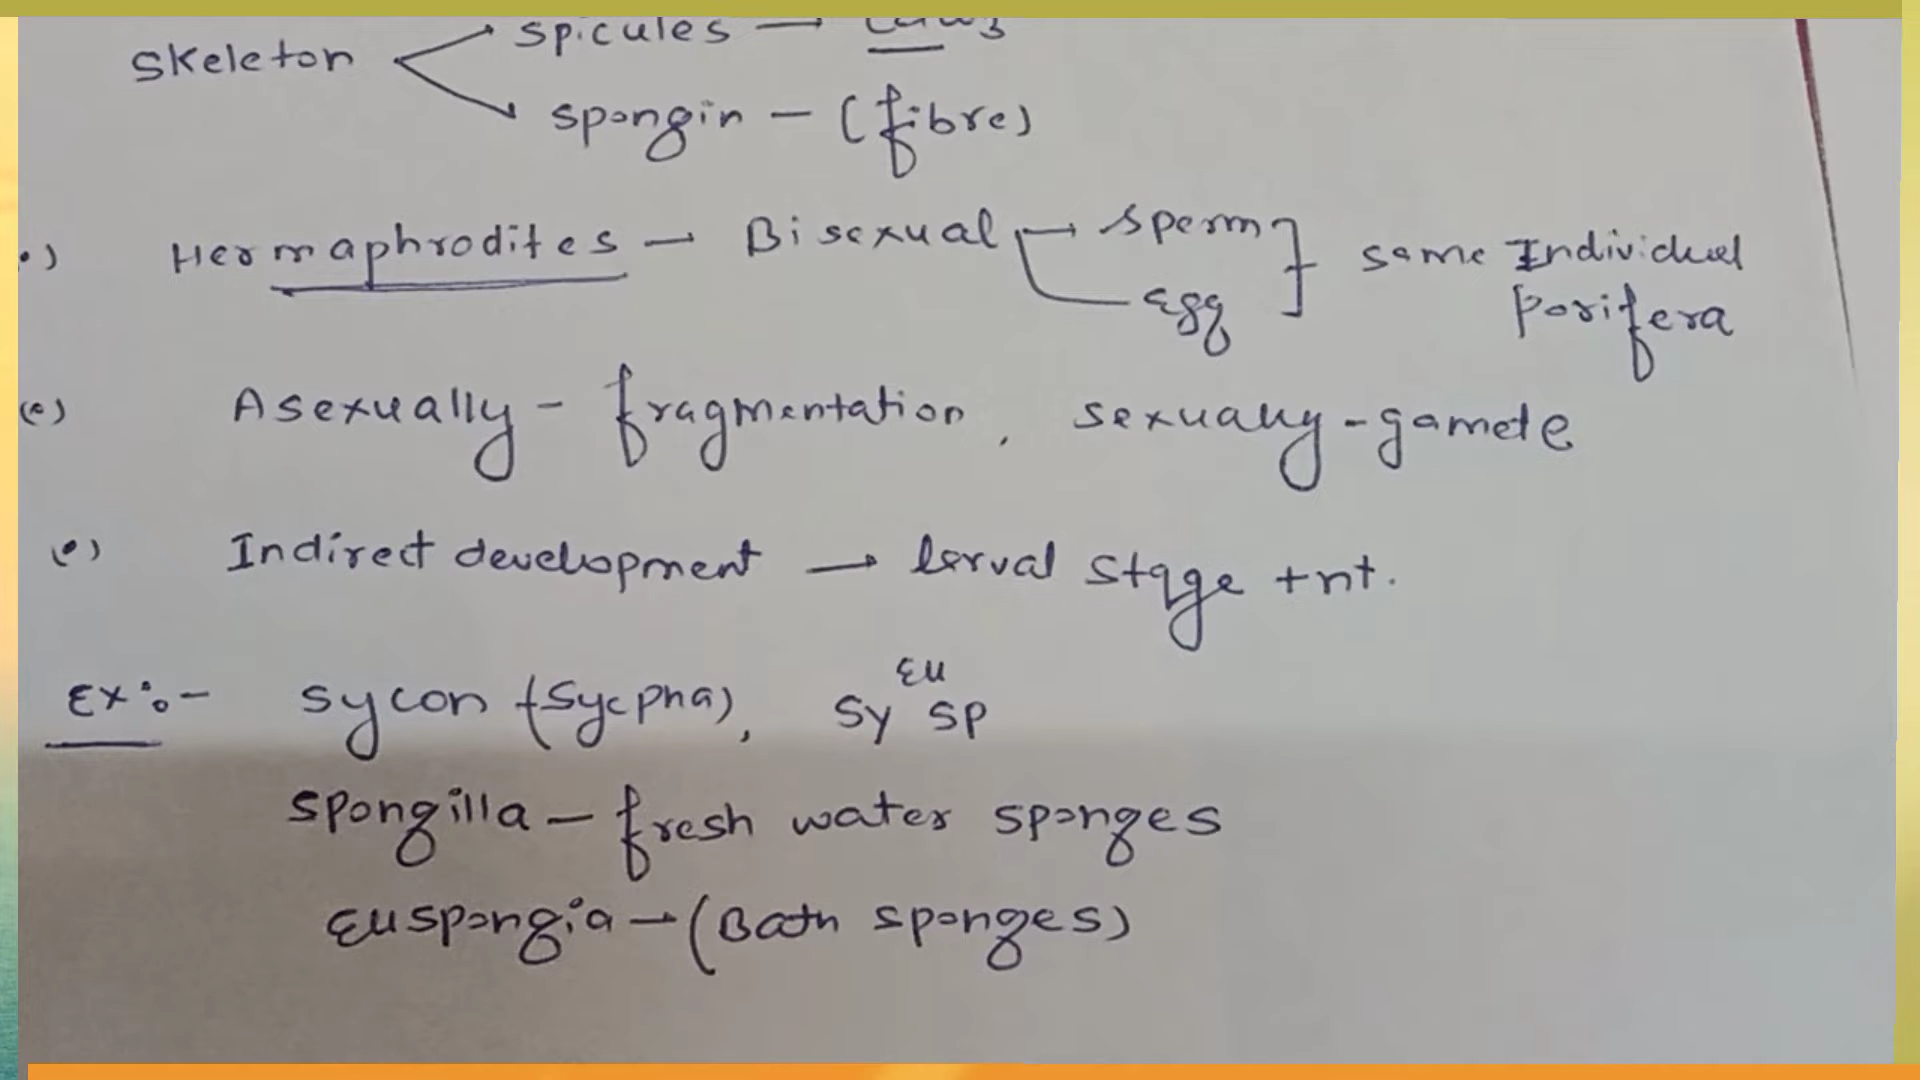 Skeleton spicules →
spongin - (fibre)
•) Hermaphrodites → Bisexual → sperm
egg
same Individual
porifera
(•) Asexually - fragmentation, sexually - gamete
(•) Indirect development → larval stage +nt.
Ex:- Sycon (Sycpha), Sy Eu Sp
Spongilla - fresh water sponges
Euspongia → (Bath sponges)